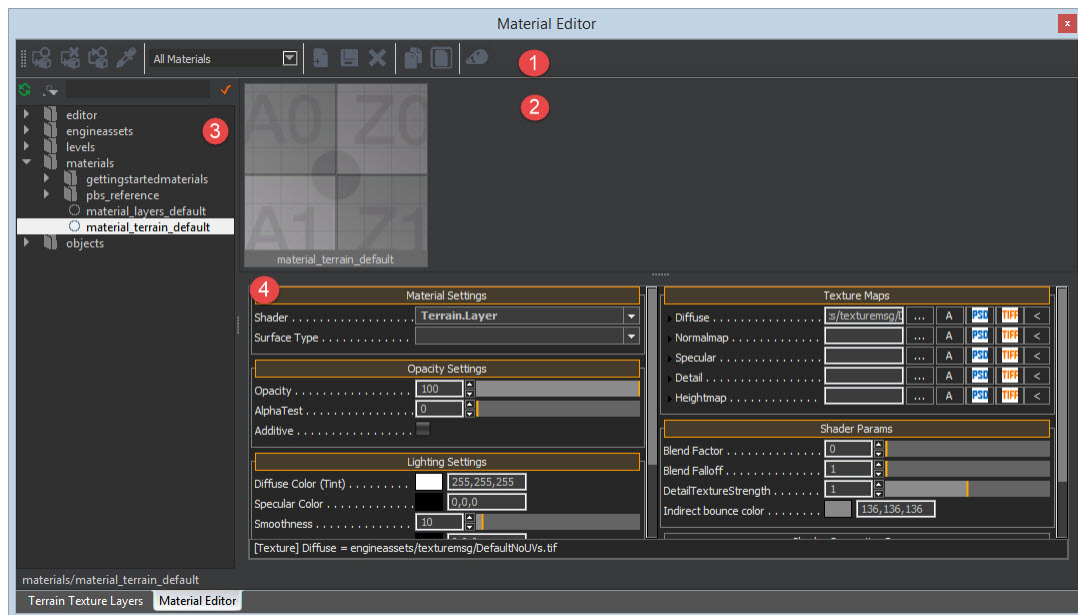 Material Editor
x
All Materials
1
2
3
editor
engineassets
levels
materials
gettingstartedmaterials
pbs_reference
material_layers_default
material_terrain_default
objects
A0 Z0
A1 Z1
material_terrain_default
4
Material Settings
Shader . . . . . . . . . . . . . . . . . Terrain.Layer
Surface Type . . . . . . . . . . . . .
Opacity Settings
Opacity . . . . . . . . . . . . . . . . . 100
AlphaTest . . . . . . . . . . . . . . . 0
Additive . . . . . . . . . . . . . . . .
Lighting Settings
Diffuse Color (Tint) . . . . . . . . . 255,255,255
Specular Color . . . . . . . . . . . . 0,0,0
Smoothness . . . . . . . . . . . . . 10
Texture Maps
Diffuse . . . . . . . . . . . . . . . . :s/texturemsg/D ... A PSD TIFF <
Normalmap . . . . . . . . . . . . . ... A PSD TIFF <
Specular . . . . . . . . . . . . . . . ... A PSD TIFF <
Detail . . . . . . . . . . . . . . . . . ... A PSD TIFF <
Heightmap . . . . . . . . . . . . . ... A PSD TIFF <
Shader Params
Blend Factor . . . . . . . . . . . . . 0
Blend Falloff . . . . . . . . . . . . . 1
DetailTextureStrength . . . . . . . 1
Indirect bounce color . . . . . . . . 136,136,136
[Texture] Diffuse = engineassets/texturemsg/DefaultNoUVs.tif
materials/material_terrain_default
Terrain Texture Layers Material Editor